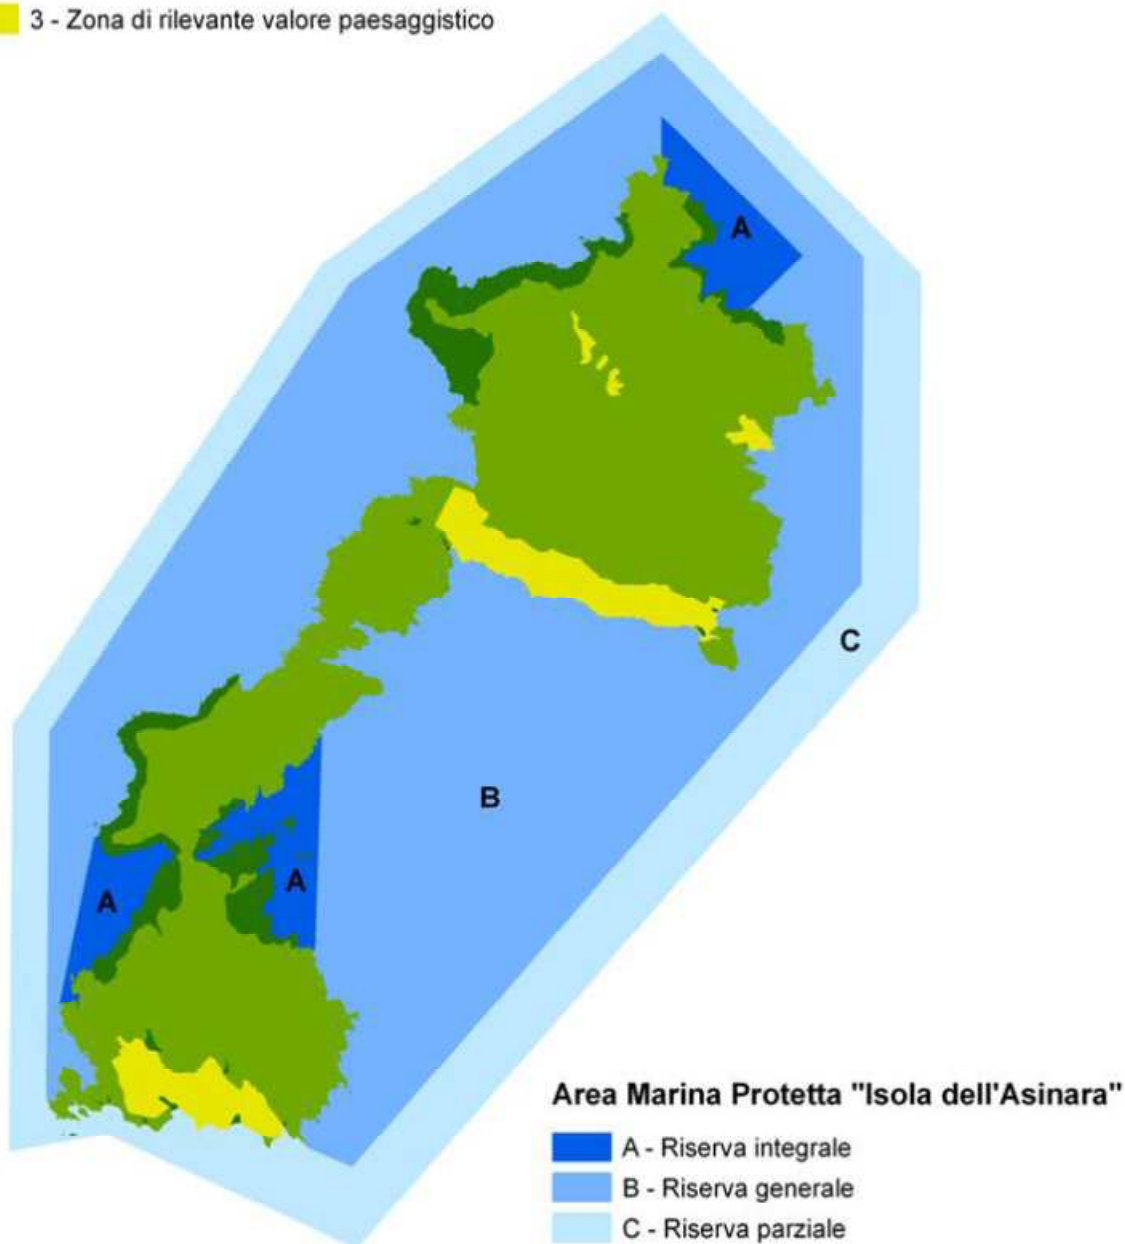 3 - Zona di rilevante valore paesaggistico
A
C
B
A
A
Area Marina Protetta "Isola dell'Asinara"
A - Riserva integrale
B - Riserva generale
C - Riserva parziale